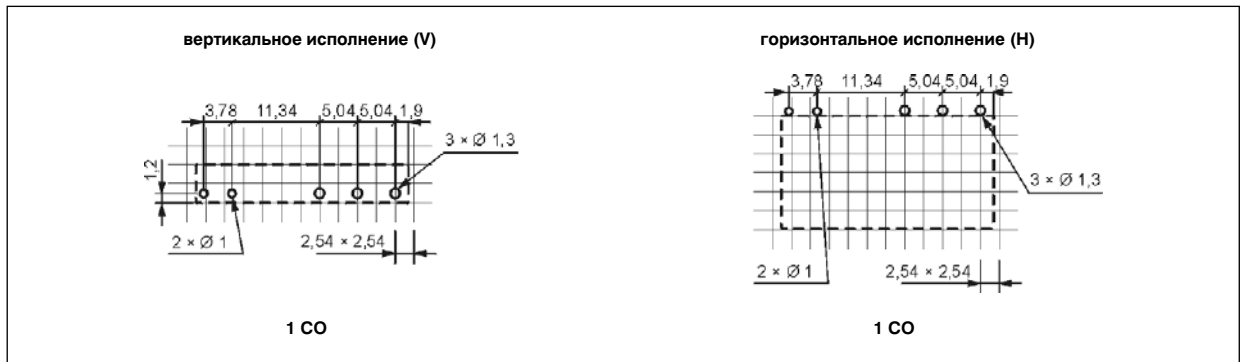 вертикальное исполнение (V)
3,78 11,34 5,04 5,04 1,9
3 × Ø 1,3
1,2
2 × Ø 1
2,54 × 2,54
1 CO
горизонтальное исполнение (H)
3,78 11,34 5,04 5,04 1,9
3 × Ø 1,3
2 × Ø 1
2,54 × 2,54
1 CO